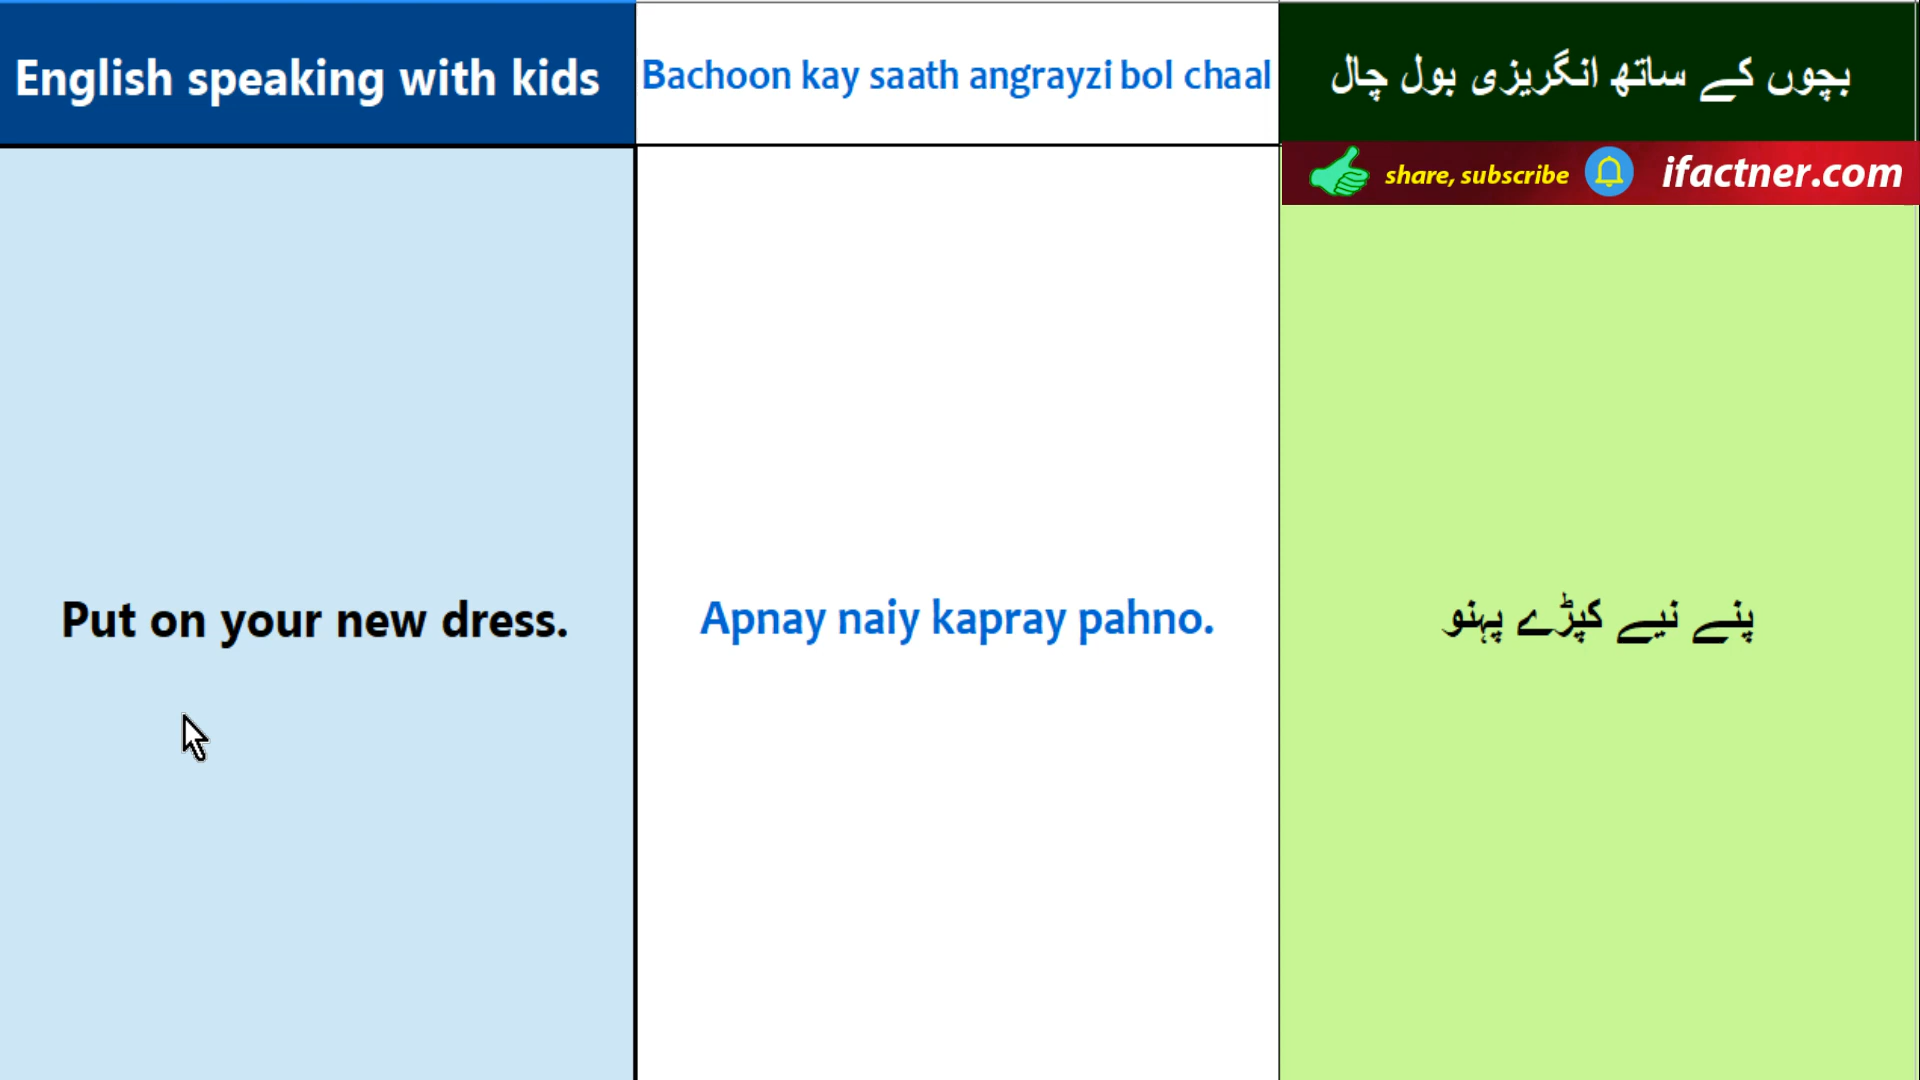 English speaking with kids
Bachoon kay saath angrayzi bol chaal
بچوں کے ساتھ انگریزی بول چال
share, subscribe
ifactner.com
Put on your new dress.
Apnay naiy kapray pahno.
پنے نیے کپڑے پہنو